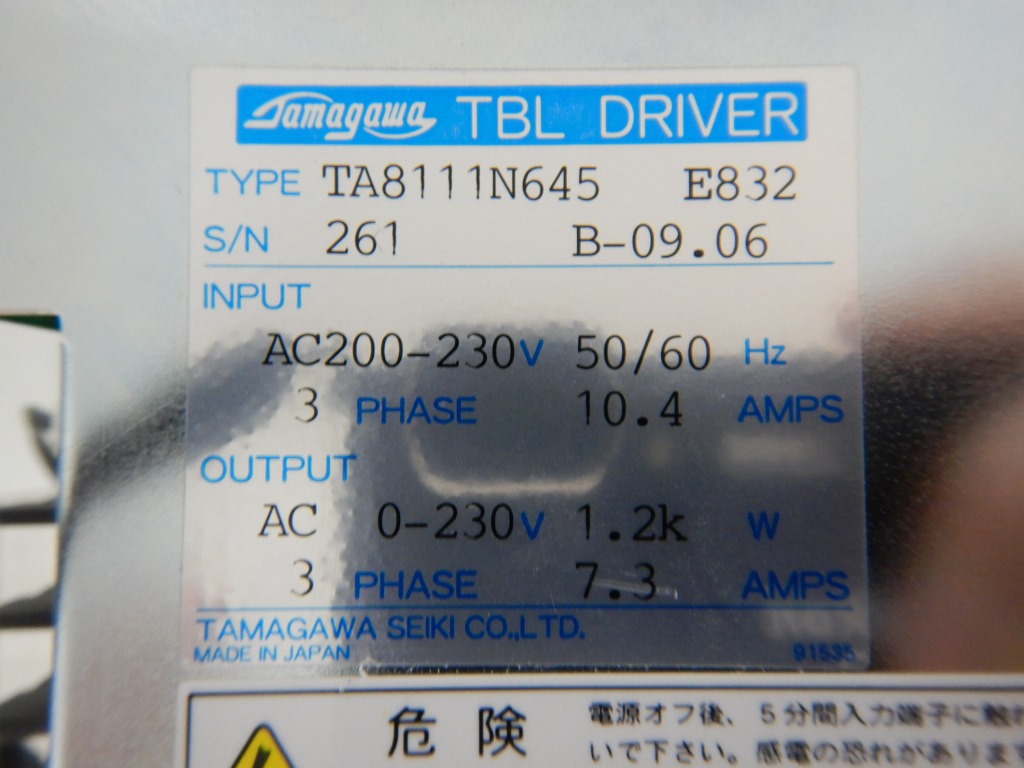 Tamagawa TBL DRIVER
TYPE TA8111N645 E832
S/N 261 B-09.06
INPUT
AC200-230V 50/60 Hz
3 PHASE 10.4 AMPS
OUTPUT
AC 0-230V 1.2k W
3 PHASE 7.3 AMPS
TAMAGAWA SEIKI CO.,LTD.
MADE IN JAPAN 91535
危 険
電源オフ後、5分間入力端子に触れ
いで下さい。感電の恐れがあります